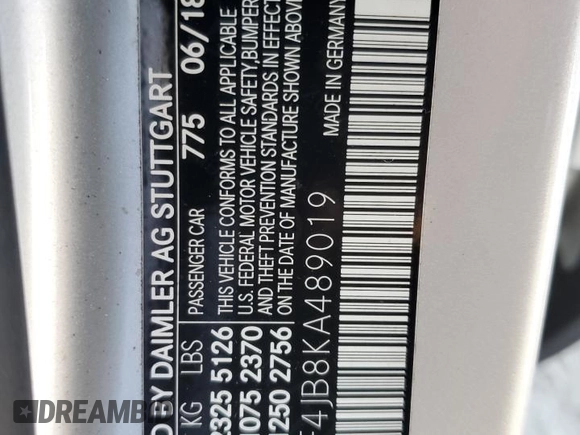 D BY DAIMLER AG STUTTGART
775 06/18
KG LBS PASSENGER CAR
2325 5126 THIS VEHICLE CONFORMS TO ALL APPLICABLE
1075 2370 U.S. FEDERAL MOTOR VEHICLE SAFETY, BUMPER
1250 2756 AND THEFT PREVENTION STANDARDS IN EFFECT
ON THE DATE OF MANUFACTURE SHOWN ABOVE
MADE IN GERMANY
4JB8KA489019
DREAMBID